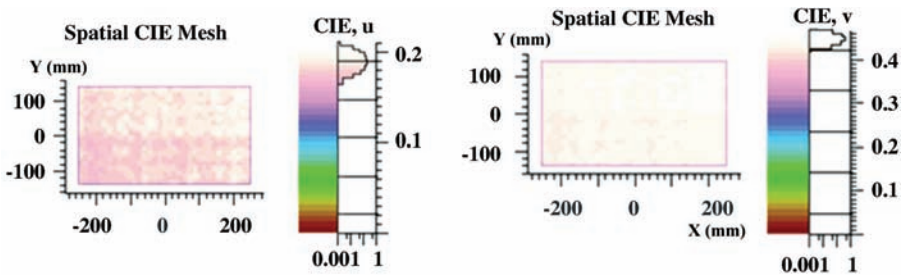 Spatial CIE Mesh
CIE, u
Y (mm)
100
0
-100
-200 0 200
0.2
0.1
0.001 1
Spatial CIE Mesh
CIE, v
Y (mm)
100
0
-100
-200 0 200
X (mm)
0.4
0.3
0.2
0.1
0.001 1